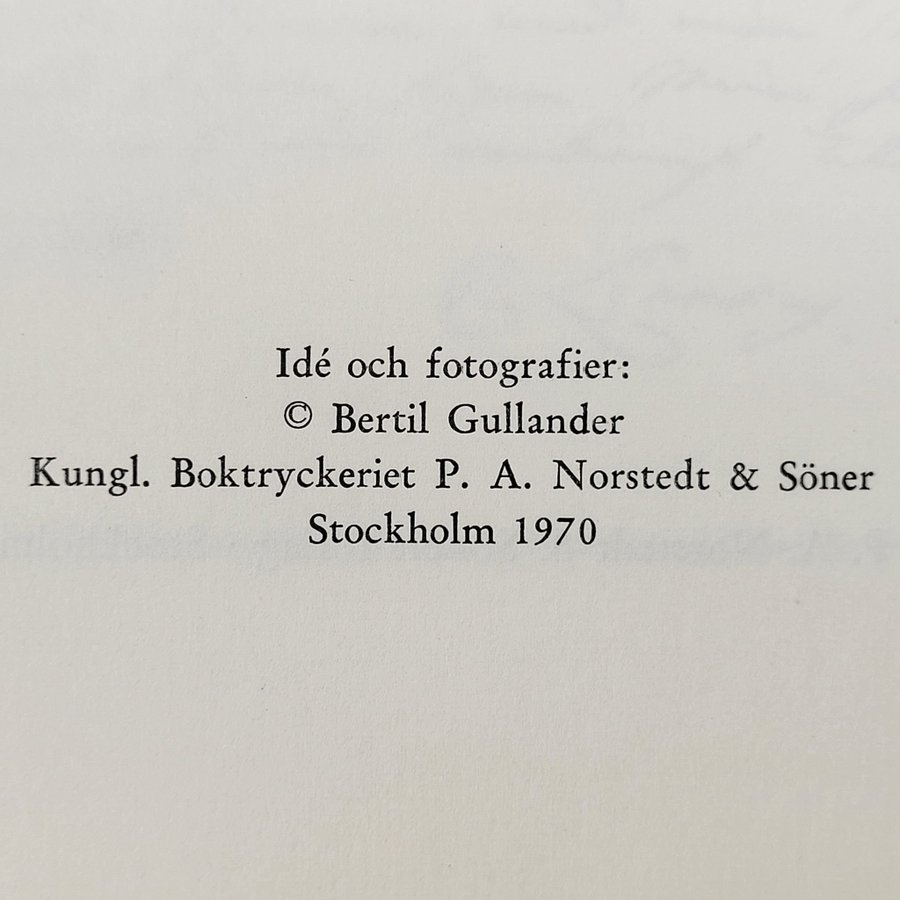 Idé och fotografier:
© Bertil Gullander
Kungl. Boktryckeriet P. A. Norstedt & Söner
Stockholm 1970